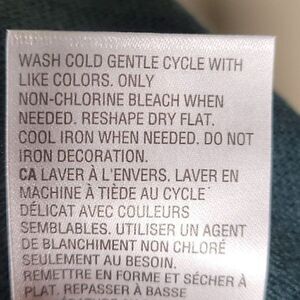 WASH COLD GENTLE CYCLE WITH
LIKE COLORS. ONLY
NON-CHLORINE BLEACH WHEN
NEEDED. RESHAPE DRY FLAT.
COOL IRON WHEN NEEDED. DO NOT
IRON DECORATION.
CA LAVER À L'ENVERS. LAVER EN
MACHINE À TIÈDE AU CYCLE
DÉLICAT AVEC COULEURS
SEMBLABLES. UTILISER UN AGENT
DE BLANCHIMENT NON CHLORÉ
SEULEMENT AU BESOIN.
REMETTRE EN FORME ET SÉCHER À
PLAT. REPASSER À BASSE